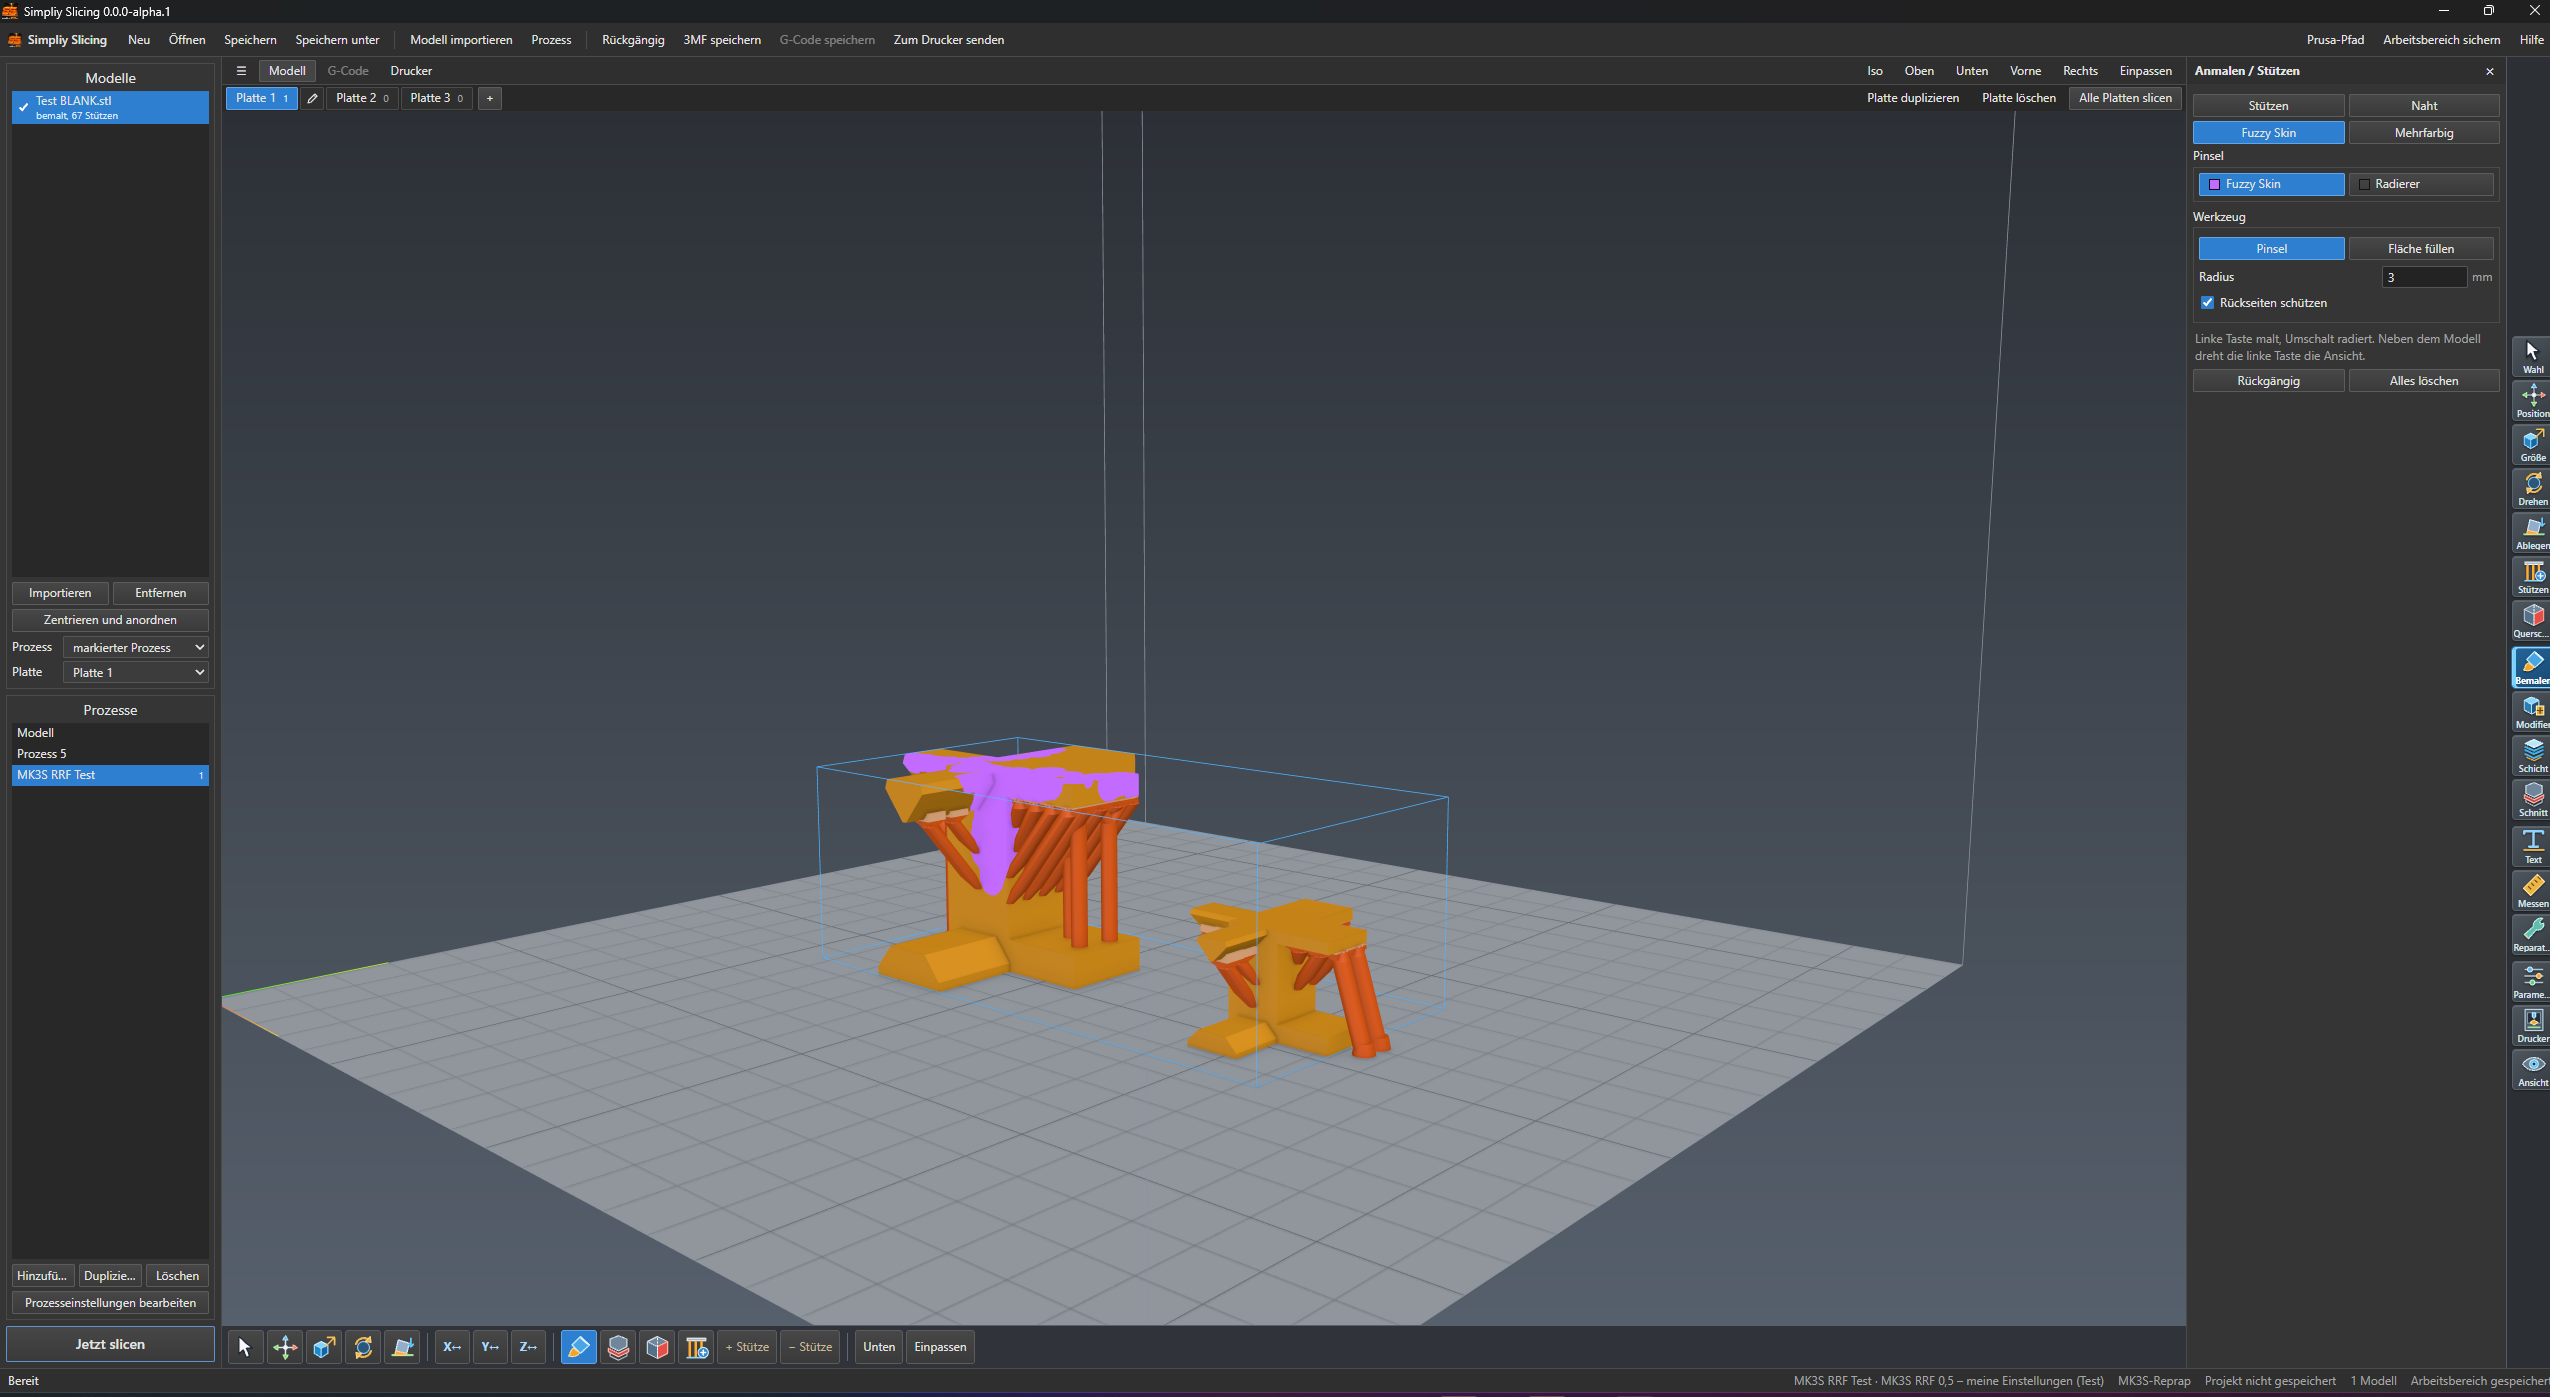 Simpliy Slicing 0.0.0-alpha.1
Simpliy Slicing Neu Öffnen Speichern Speichern unter Modell importieren Prozess Rückgängig 3MF speichern G-Code speichern Zum Drucker senden Prusa-Pfad Arbeitsbereich sichern Hilfe
Modelle
Test BLANK.stl
bemalt, 67 Stützen
Importieren Entfernen
Zentrieren und anordnen
Prozess markierter Prozess
Platte Platte 1
Prozesse
Modell
Prozess 5
MK3S RRF Test 1
Hinzufü... Duplizie... Löschen
Prozesseinstellungen bearbeiten
Jetzt slicen
Modell G-Code Drucker Iso Oben Unten Vorne Rechts Einpassen
Platte 1 1 Platte 2 0 Platte 3 0 + Platte duplizieren Platte löschen Alle Platten slicen
X↔ Y↔ Z↔ + Stütze − Stütze Unten Einpassen
Anmalen / Stützen
Stützen Naht
Fuzzy Skin Mehrfarbig
Pinsel
Fuzzy Skin Radierer
Werkzeug
Pinsel Fläche füllen
Radius 3 mm
Rückseiten schützen
Linke Taste malt, Umschalt radiert. Neben dem Modell
dreht die linke Taste die Ansicht.
Rückgängig Alles löschen
Wahl
Position
Größe
Drehen
Ablegen
Stützen
Quersc...
Bemalen
Modifier
Schicht
Schnitt
Text
Messen
Reparat...
Parame...
Drucker
Ansicht
Bereit MK3S RRF Test · MK3S RRF 0,5 – meine Einstellungen (Test) MK3S-Reprap Projekt nicht gespeichert 1 Modell Arbeitsbereich gespeichert